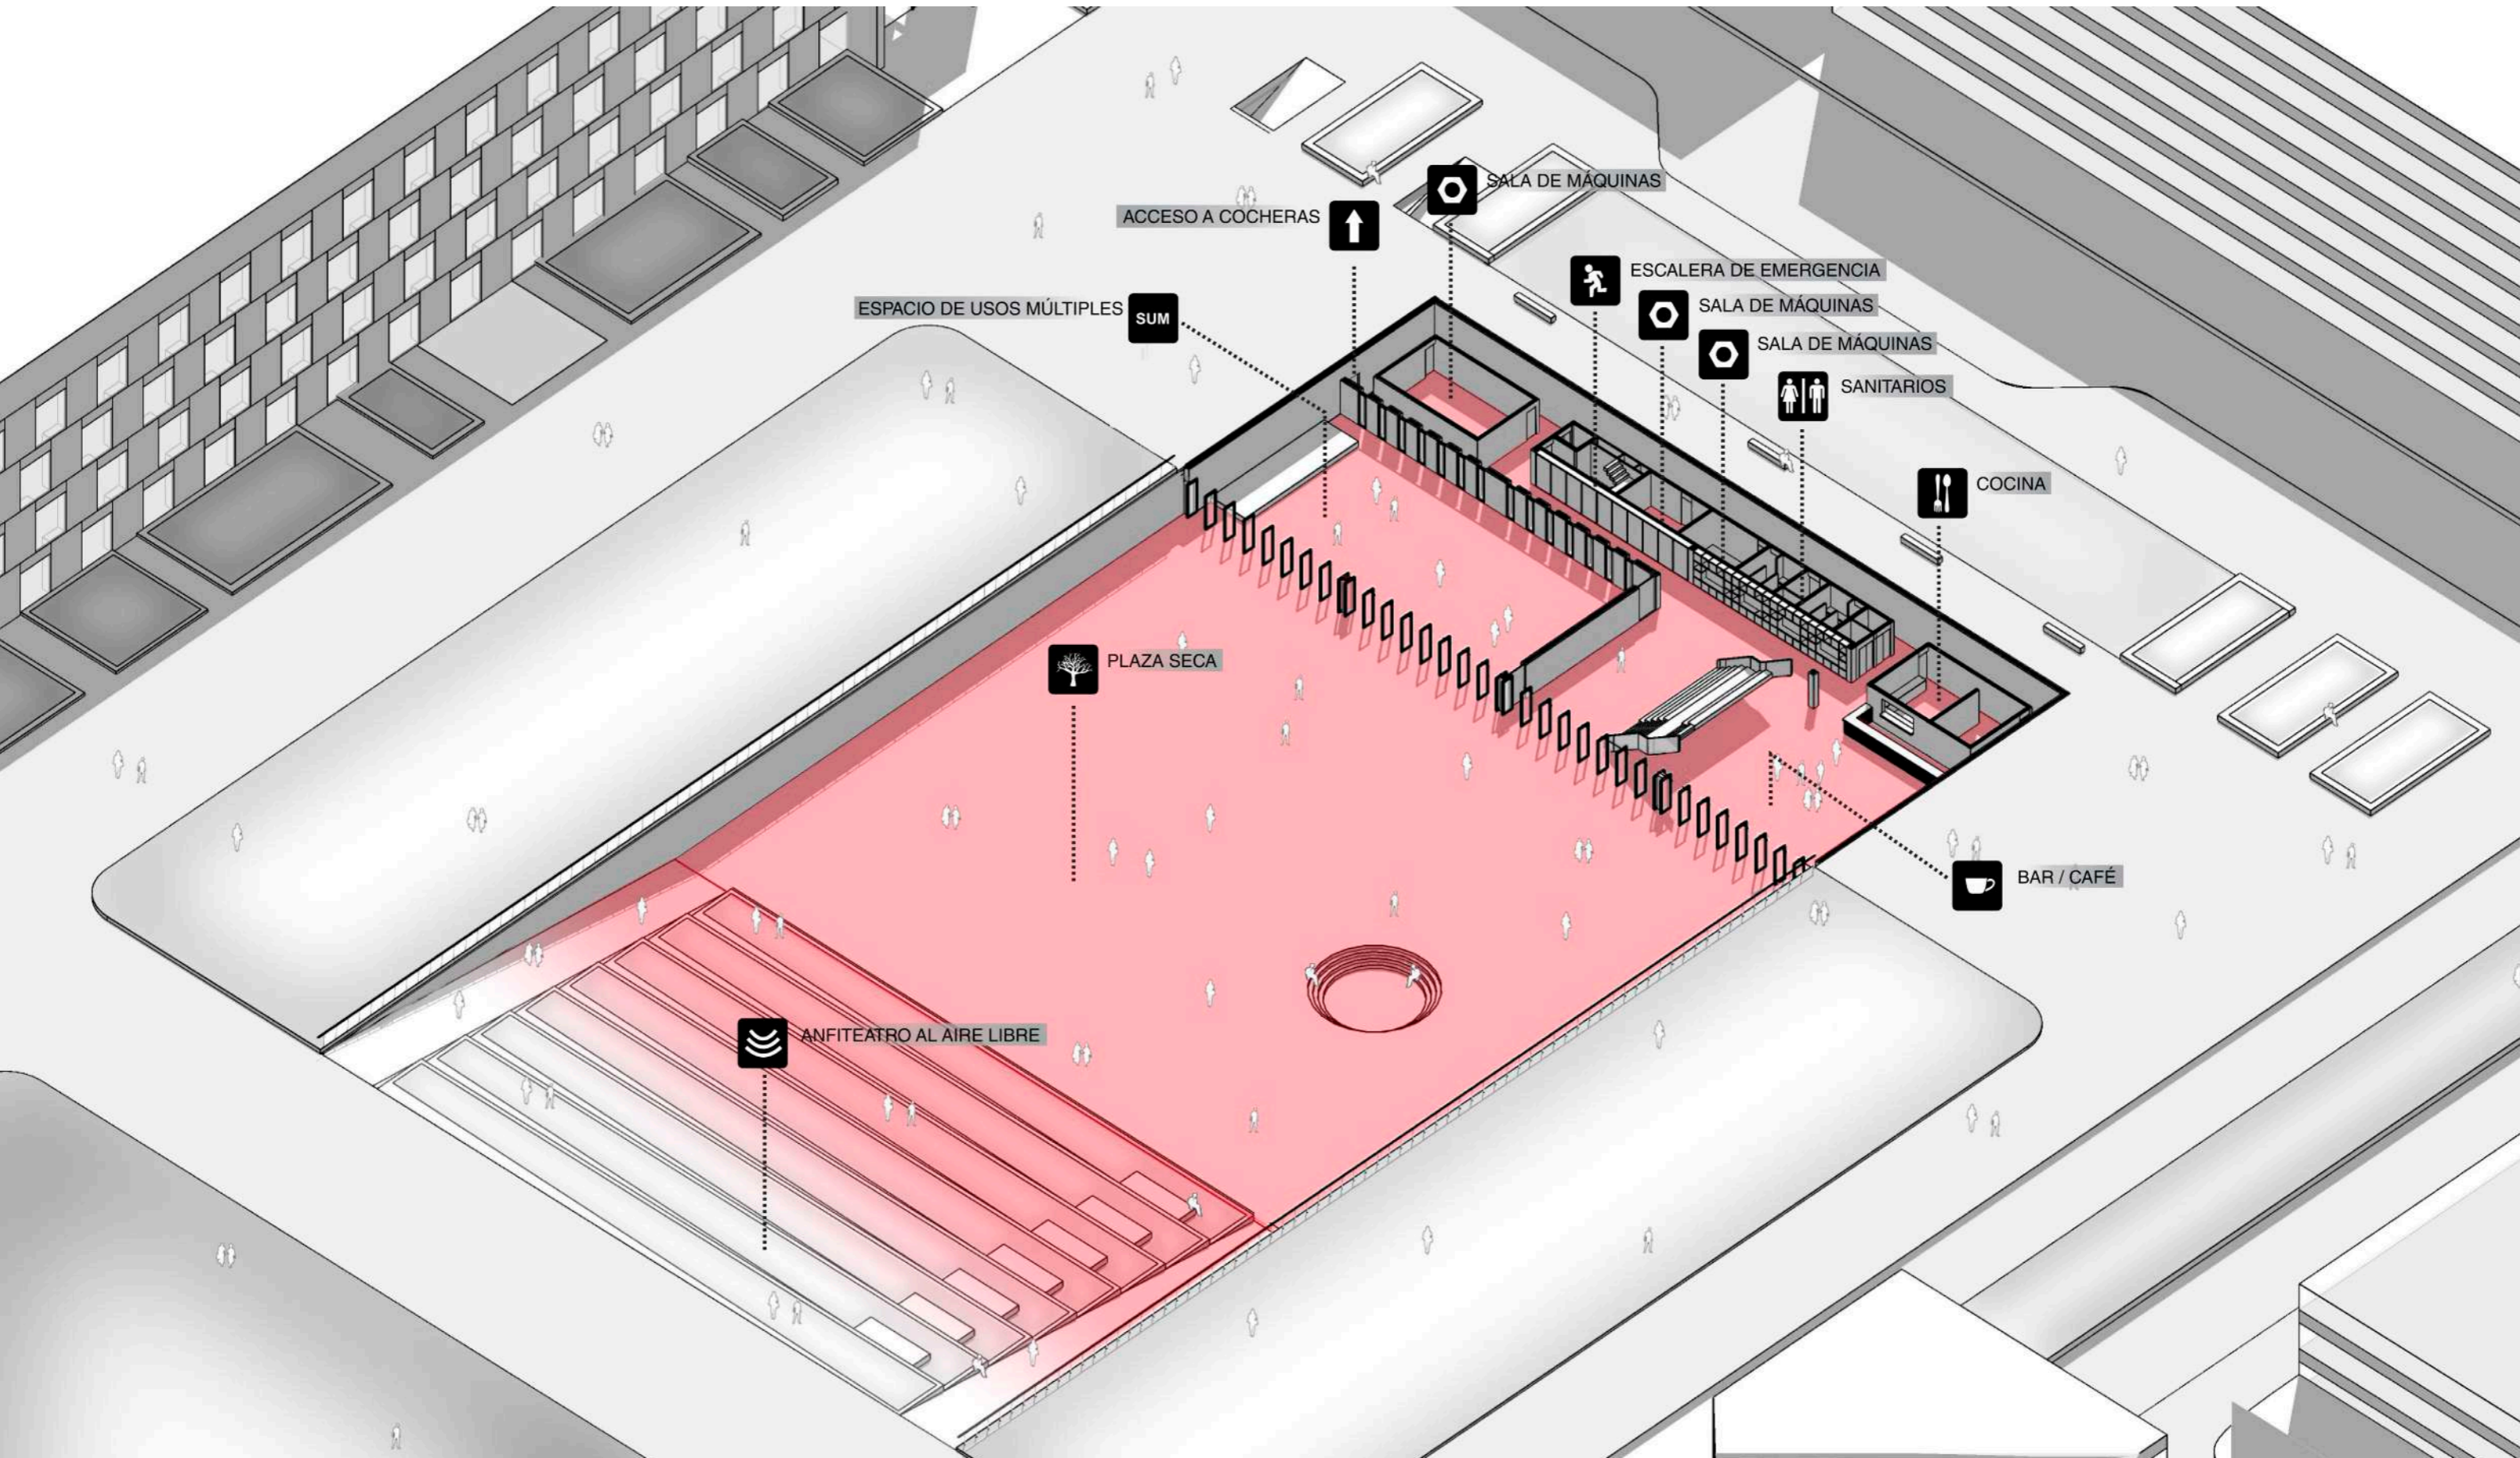 SALA DE MÁQUINAS
ACCESO A COCHERAS
ESCALERA DE EMERGENCIA
ESPACIO DE USOS MÚLTIPLES
SUM
SALA DE MÁQUINAS
SALA DE MÁQUINAS
SANITARIOS
COCINA
PLAZA SECA
BAR / CAFÉ
ANFITEATRO AL AIRE LIBRE